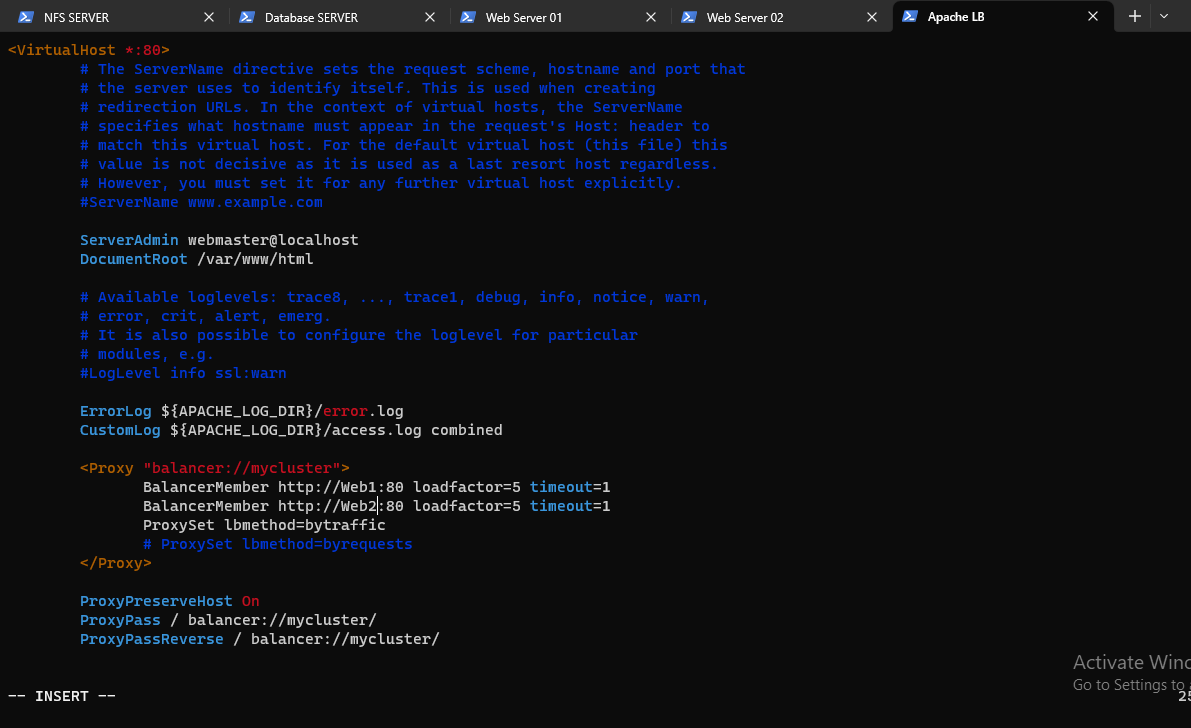 NFS SERVER
Database SERVER
Web Server 01
Web Server 02
Apache LB
<VirtualHost *:80>
# The ServerName directive sets the request scheme, hostname and port that
# the server uses to identify itself. This is used when creating
# redirection URLs. In the context of virtual hosts, the ServerName
# specifies what hostname must appear in the request's Host: header to
# match this virtual host. For the default virtual host (this file) this
# value is not decisive as it is used as a last resort host regardless.
# However, you must set it for any further virtual host explicitly.
#ServerName www.example.com
ServerAdmin webmaster@localhost
DocumentRoot /var/www/html
# Available loglevels: trace8, ..., trace1, debug, info, notice, warn,
# error, crit, alert, emerg.
# It is also possible to configure the loglevel for particular
# modules, e.g.
#LogLevel info ssl:warn
ErrorLog ${APACHE_LOG_DIR}/error.log
CustomLog ${APACHE_LOG_DIR}/access.log combined
<Proxy "balancer://mycluster">
BalancerMember http://Web1:80 loadfactor=5 timeout=1
BalancerMember http://Web2:80 loadfactor=5 timeout=1
ProxySet lbmethod=bytraffic
# ProxySet lbmethod=byrequests
</Proxy>
ProxyPreserveHost On
ProxyPass / balancer://mycluster/
ProxyPassReverse / balancer://mycluster/
Activate Winc
Go to Settings to
-- INSERT --